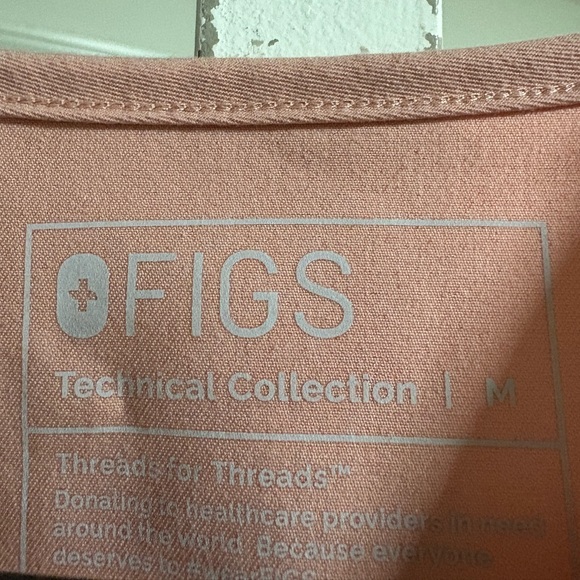 FIGS
Technical Collection | M
Threads for Threads™
Donating to healthcare providers in need
around the world. Because everyone
deserves to #wearFIGS